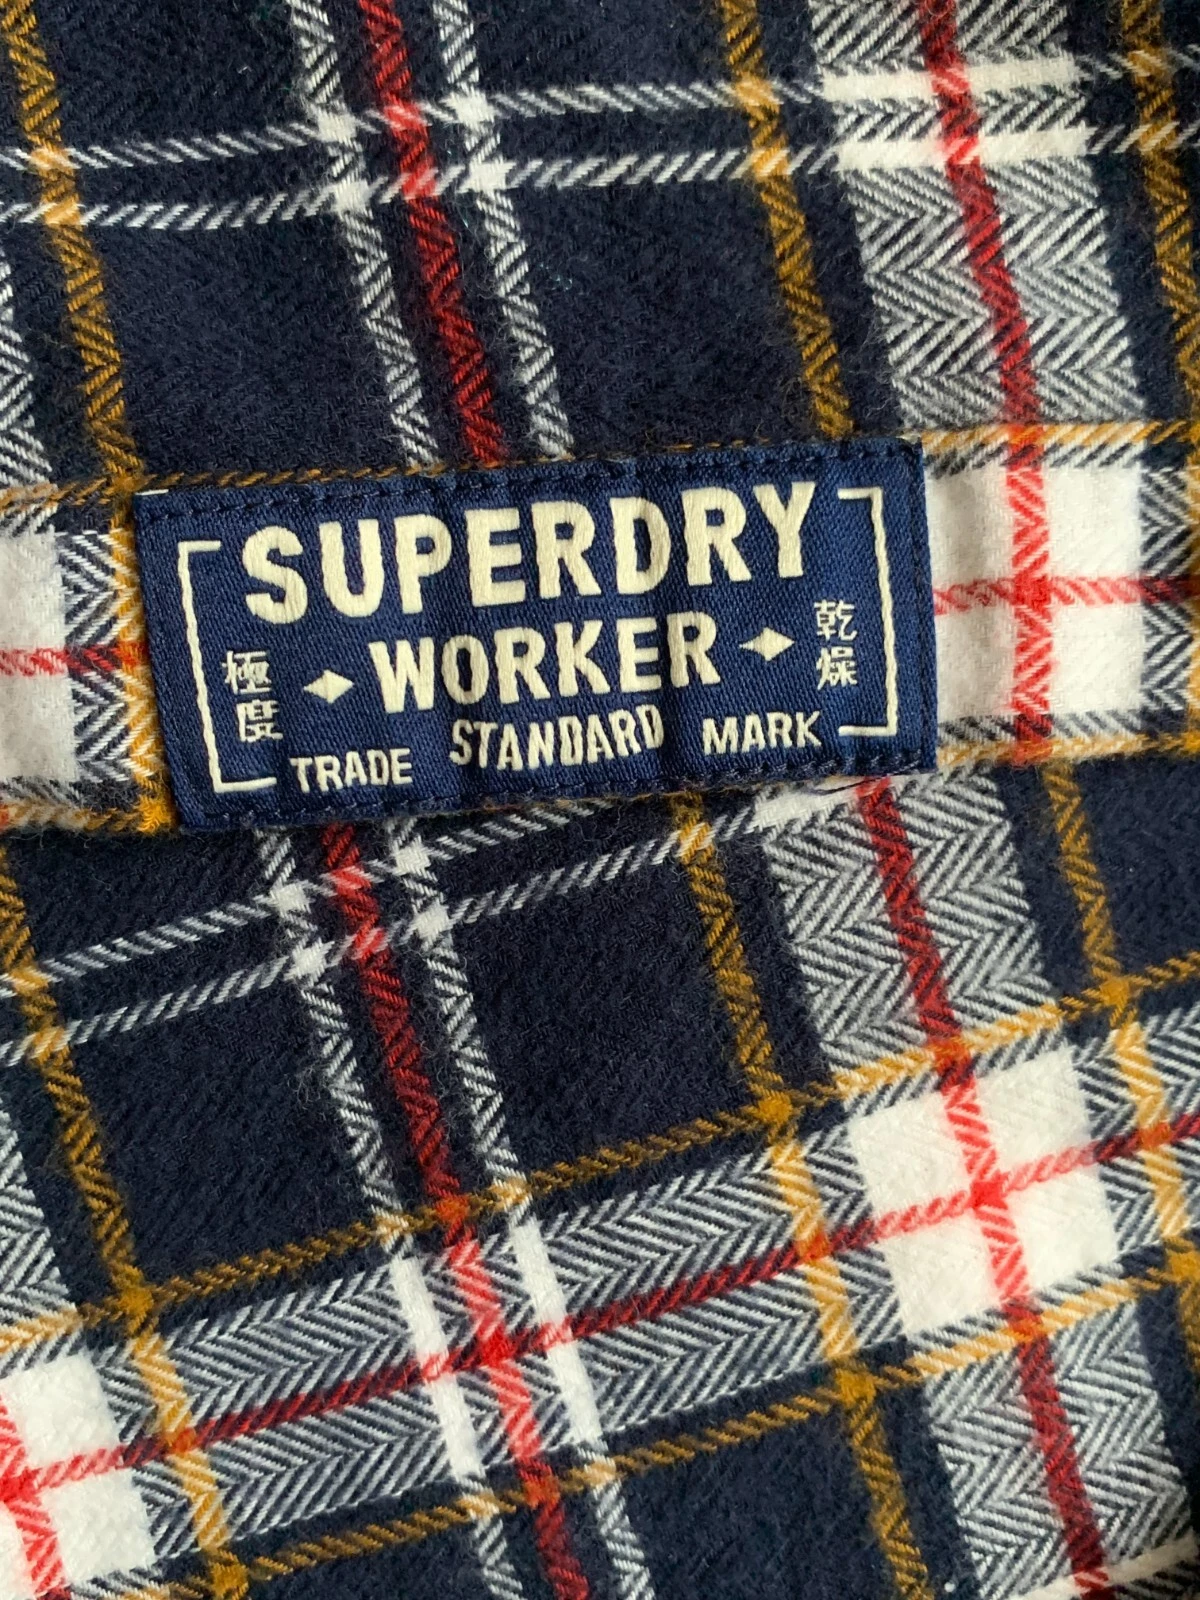 SUPERDRY
WORKER
極度
乾燥
TRADE STANDARD MARK